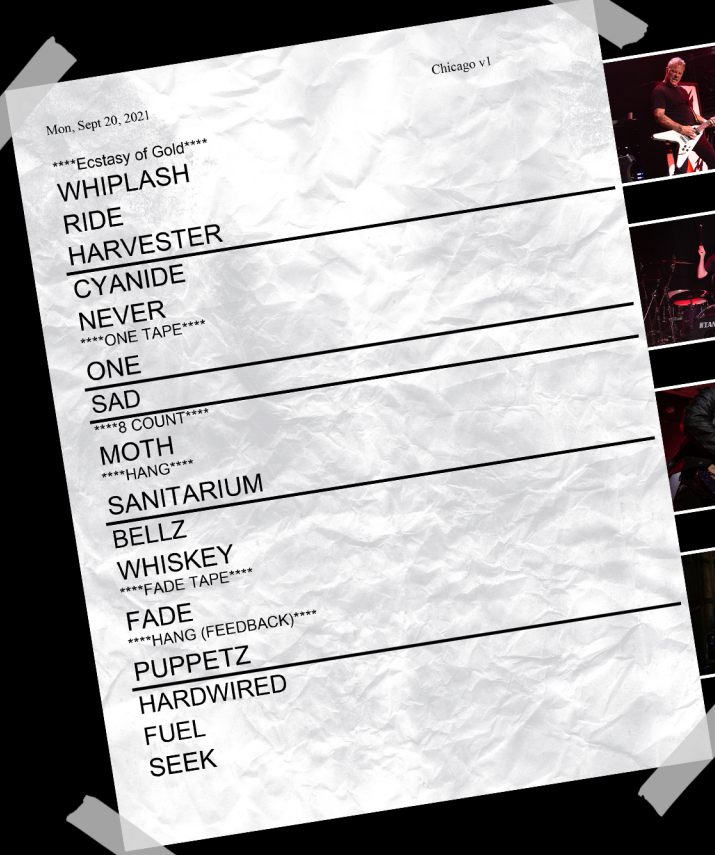 Chicago v1
Mon, Sept 20, 2021
****Ecstasy of Gold****
WHIPLASH
RIDE
HARVESTER
CYANIDE
NEVER
****ONE TAPE****
ONE
SAD
****8 COUNT****
MOTH
****HANG****
SANITARIUM
BELLZ
WHISKEY
****FADE TAPE****
FADE
****HANG (FEEDBACK)****
PUPPETZ
HARDWIRED
FUEL
SEEK